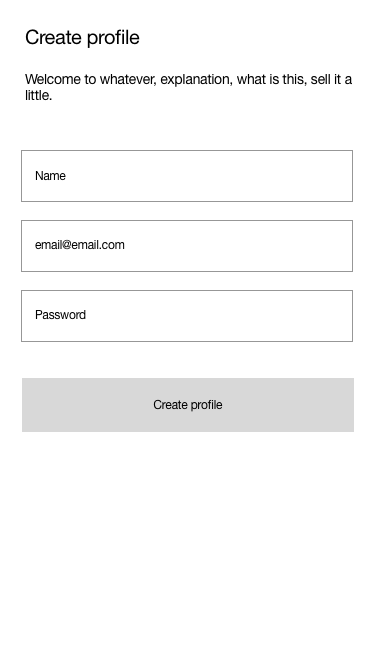 Create profile
Welcome to whatever, explanation, what is this, sell it a
little.
Name
email@email.com
Password
Create profile